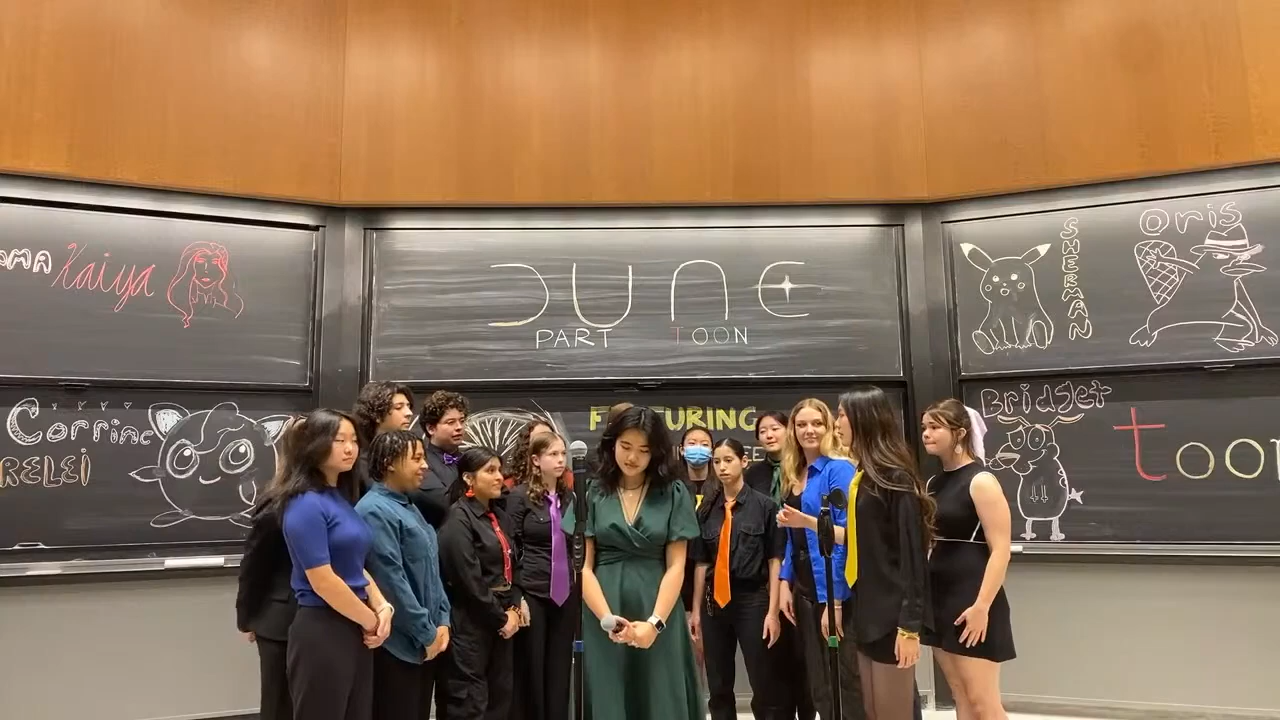 Kaiya
Corrine
RELEI
DUNE
PART TOON
FEATURING
SHERMAN
Oris
Bridget
toon